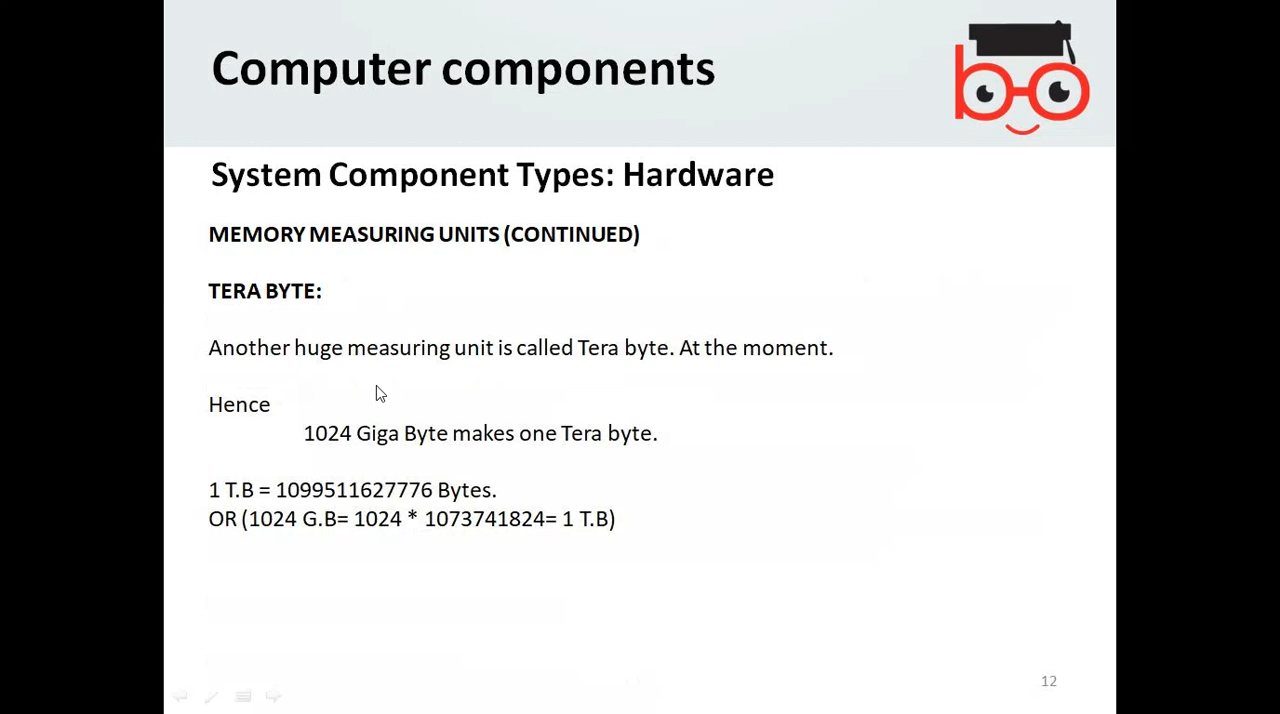 Computer components
System Component Types: Hardware
MEMORY MEASURING UNITS (CONTINUED)
TERA BYTE:
Another huge measuring unit is called Tera byte. At the moment.
Hence
1024 Giga Byte makes one Tera byte.
1 T.B = 1099511627776 Bytes.
OR (1024 G.B= 1024 * 1073741824= 1 T.B)
12